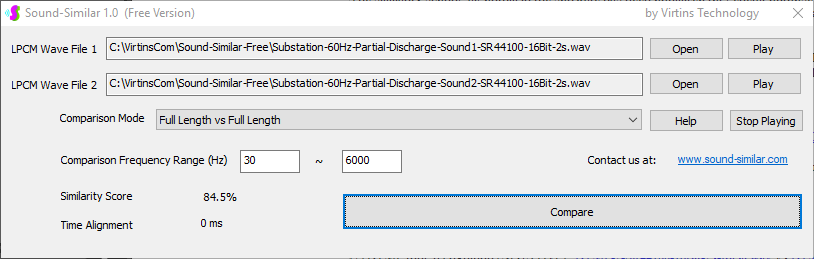 Sound-Similar 1.0 (Free Version) by Virtins Technology
LPCM Wave File 1 C:\VirtinsCom\Sound-Similar-Free\Substation-60Hz-Partial-Discharge-Sound1-SR44100-16Bit-2s.wav Open Play
LPCM Wave File 2 C:\VirtinsCom\Sound-Similar-Free\Substation-60Hz-Partial-Discharge-Sound2-SR44100-16Bit-2s.wav Open Play
Comparison Mode Full Length vs Full Length Help Stop Playing
Comparison Frequency Range (Hz) 30 ~ 6000 Contact us at: www.sound-similar.com
Similarity Score 84.5%
Compare
Time Alignment 0 ms